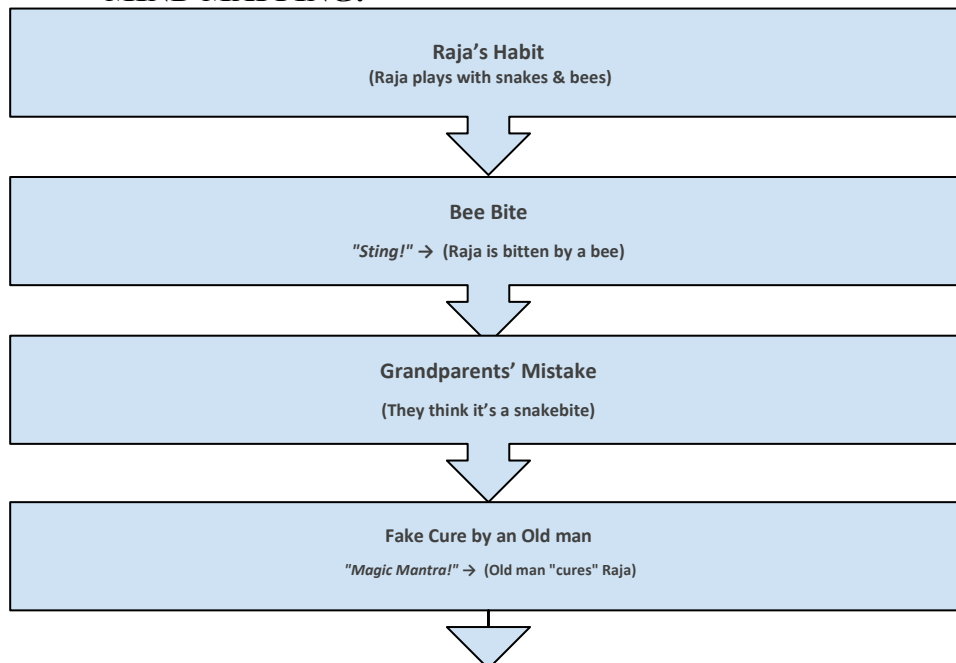 Raja’s Habit
(Raja plays with snakes & bees)
Bee Bite
"Sting!" → (Raja is bitten by a bee)
Grandparents’ Mistake
(They think it’s a snakebite)
Fake Cure by an Old man
"Magic Mantra!" → (Old man "cures" Raja)